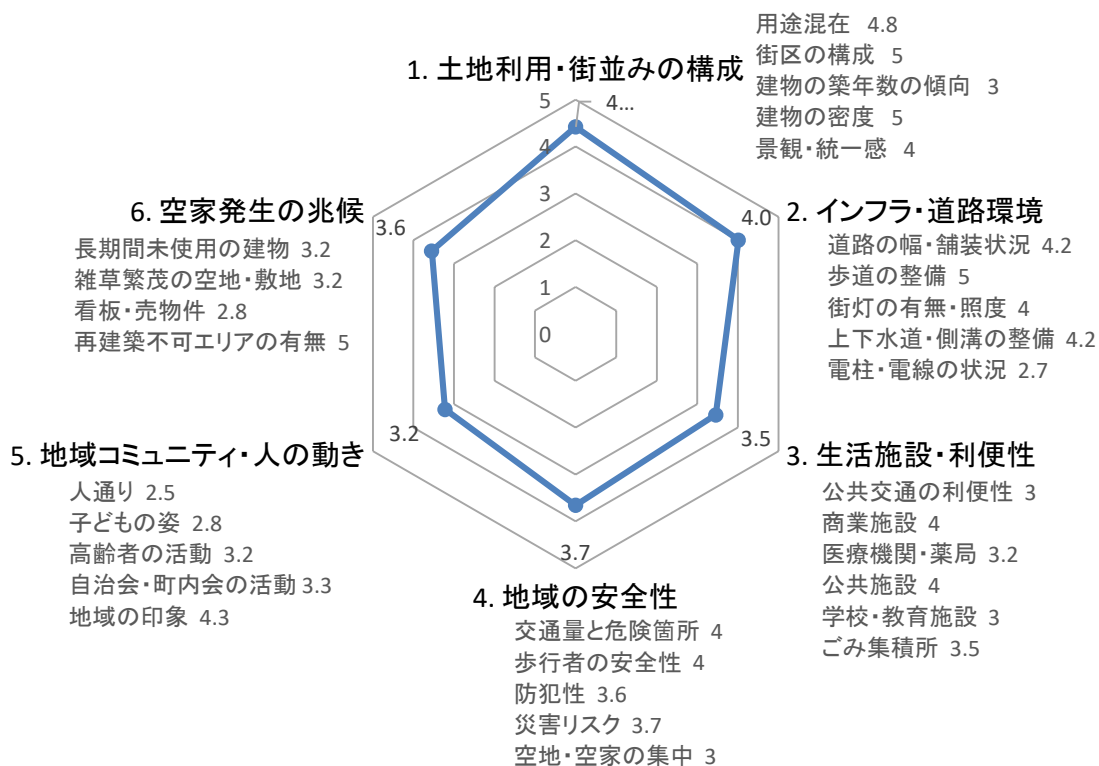 1. 土地利用・街並みの構成
用途混在 4.8
街区の構成 5
建物の築年数の傾向 3
建物の密度 5
景観・統一感 4
2. インフラ・道路環境
道路の幅・舗装状況 4.2
歩道の整備 5
街灯の有無・照度 4
上下水道・側溝の整備 4.2
電柱・電線の状況 2.7
3. 生活施設・利便性
公共交通の利便性 3
商業施設 4
医療機関・薬局 3.2
公共施設 4
学校・教育施設 3
ごみ集積所 3.5
4. 地域の安全性
交通量と危険箇所 4
歩行者の安全性 4
防犯性 3.6
災害リスク 3.7
空地・空家の集中 3
5. 地域コミュニティ・人の動き
人通り 2.5
子どもの姿 2.8
高齢者の活動 3.2
自治会・町内会の活動 3.3
地域の印象 4.3
6. 空家発生の兆候
長期間未使用の建物 3.2
雑草繁茂の空地・敷地 3.2
看板・売物件 2.8
再建築不可エリアの有無 5
4...
4.0
3.5
3.7
3.2
3.6
5
4
3
2
1
0